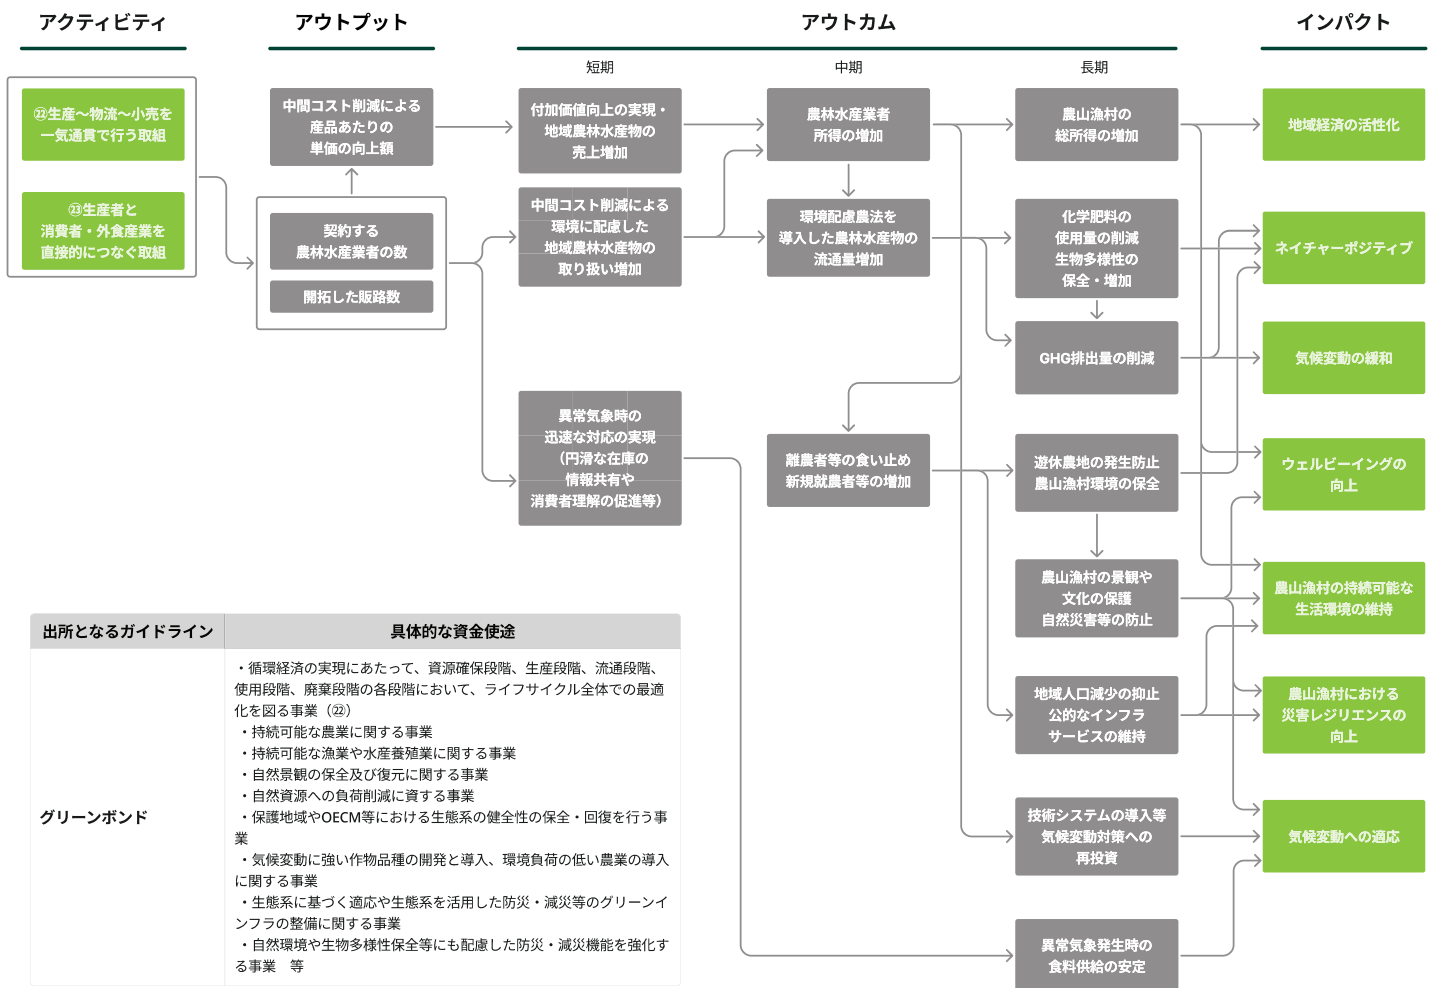 アクティビティ
アウトプット
アウトカム
インパクト
短期
中期
長期
㉒生産～物流～小売を
一気通貫で行う取組
㉓生産者と
消費者・外食産業を
直接的につなぐ取組
中間コスト削減による
産品あたりの
単価の向上額
契約する
農林水産業者の数
開拓した販路数
付加価値向上の実現・
地域農林水産物の
売上増加
中間コスト削減による
環境に配慮した
地域農林水産物の
取り扱い増加
異常気象時の
迅速な対応の実現
（円滑な在庫の
情報共有や
消費者理解の促進等）
農林水産業者
所得の増加
環境配慮農法を
導入した農林水産物の
流通量増加
離農者等の食い止め
新規就農者等の増加
農山漁村の
総所得の増加
化学肥料の
使用量の削減
生物多様性の
保全・増加
GHG排出量の削減
遊休農地の発生防止
農山漁村環境の保全
農山漁村の景観や
文化の保護
自然災害等の防止
地域人口減少の抑止
公的なインフラ
サービスの維持
技術システムの導入等
気候変動対策への
再投資
異常気象発生時の
食料供給の安定
地域経済の活性化
ネイチャーポジティブ
気候変動の緩和
ウェルビーイングの
向上
農山漁村の持続可能な
生活環境の維持
農山漁村における
災害レジリエンスの
向上
気候変動への適応
出所となるガイドライン
具体的な資金使途
グリーンボンド
・循環経済の実現にあたって、資源確保段階、生産段階、流通段階、
使用段階、廃棄段階の各段階において、ライフサイクル全体での最適
化を図る事業（㉒）
・持続可能な農業に関する事業
・持続可能な漁業や水産養殖業に関する事業
・自然景観の保全及び復元に関する事業
・自然資源への負荷削減に資する事業
・保護地域やOECM等における生態系の健全性の保全・回復を行う事
業
・気候変動に強い作物品種の開発と導入、環境負荷の低い農業の導入
に関する事業
・生態系に基づく適応や生態系を活用した防災・減災等のグリーンイ
ンフラの整備に関する事業
・自然環境や生物多様性保全等にも配慮した防災・減災機能を強化す
る事業　等